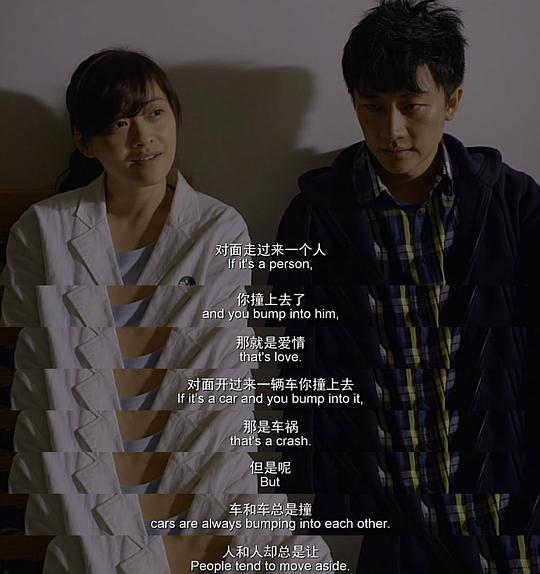 对面走过来一个人
If it's a person,
你撞上去了
and you bump into him,
那就是爱情
that's love.
对面开过来一辆车你撞上去
If it's a car and you bump into it,
那是车祸
that's a crash.
但是呢
But
车和车总是撞
cars are always bumping into each other.
人和人却总是让
People tend to move aside.